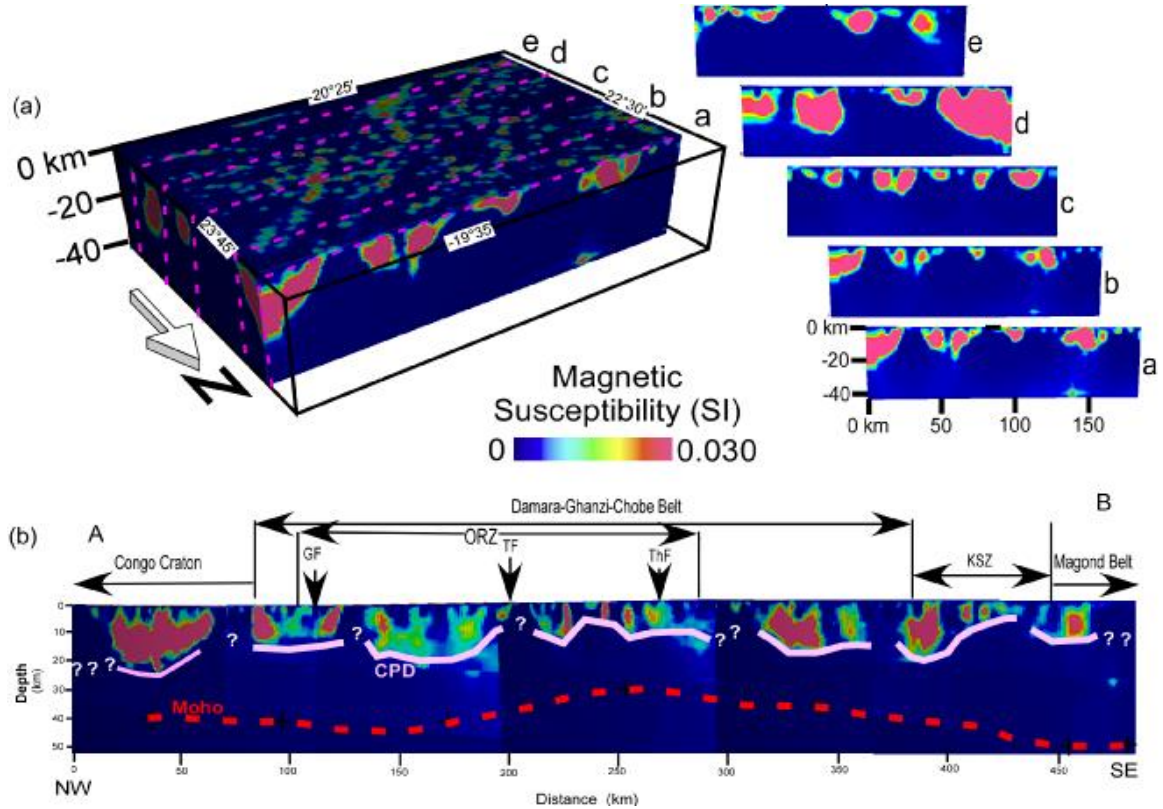 (a)
0 km
-20
-40
-20°25'
e
d
c
b
a
-22°30'
23°45'
-19°35'
N
Magnetic
Susceptibility (SI)
0
0.030
e
d
c
b
a
0 km
-20
-40
0 km
50
100
150
(b)
A
Damara-Ghanzi-Chobe Belt
B
ORZ
Congo Craton
GF
TF
ThF
KSZ
Magond Belt
Depth
(km)
0
10
20
30
40
50
? ? ?
?
?
?
?
?
? ?
CPD
Moho
0
50
100
150
200
250
300
350
400
450
NW
SE
Distance (km)